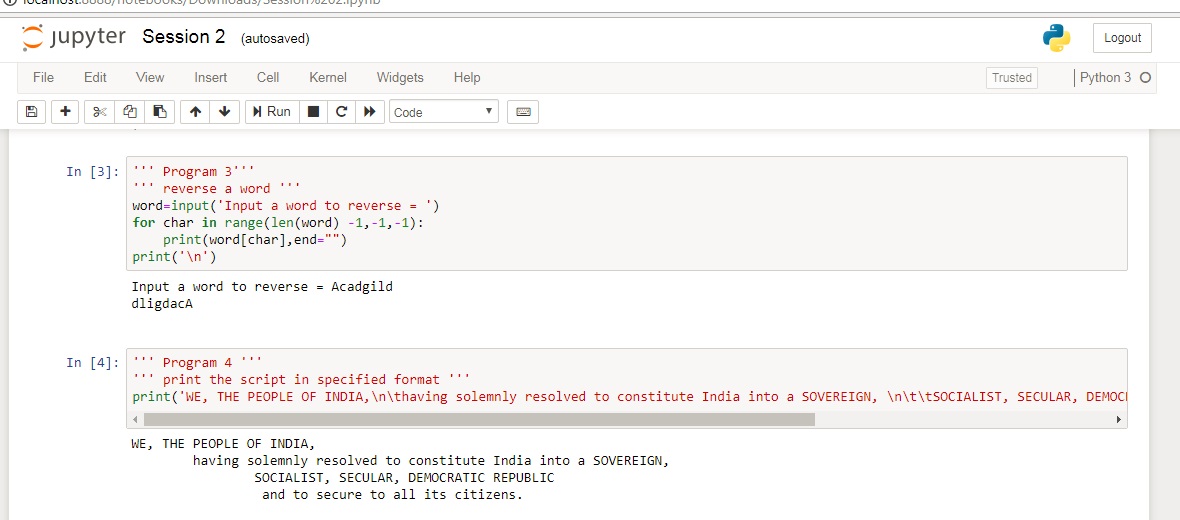 localhost:8888/notebooks/Downloads/Session%202.ipynb
jupyter Session 2 (autosaved)
Logout
File Edit View Insert Cell Kernel Widgets Help
Trusted Python 3
Run Code
In [3]: ''' Program 3'''
''' reverse a word '''
word=input('Input a word to reverse = ')
for char in range(len(word) -1,-1,-1):
    print(word[char],end="")
print('\n')
Input a word to reverse = Acadgild
dligdacA
In [4]: ''' Program 4 '''
''' print the script in specified format '''
print('WE, THE PEOPLE OF INDIA,\n\thaving solemnly resolved to constitute India into a SOVEREIGN, \n\t\tSOCIALIST, SECULAR, DEMOC
WE, THE PEOPLE OF INDIA,
        having solemnly resolved to constitute India into a SOVEREIGN,
                SOCIALIST, SECULAR, DEMOCRATIC REPUBLIC
                 and to secure to all its citizens.